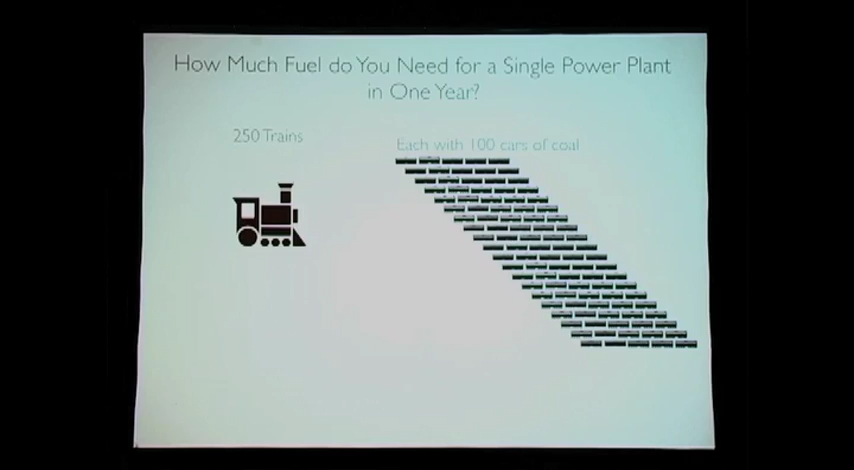 How Much Fuel do You Need for a Single Power Plant
in One Year?
250 Trains
Each with 100 cars of coal